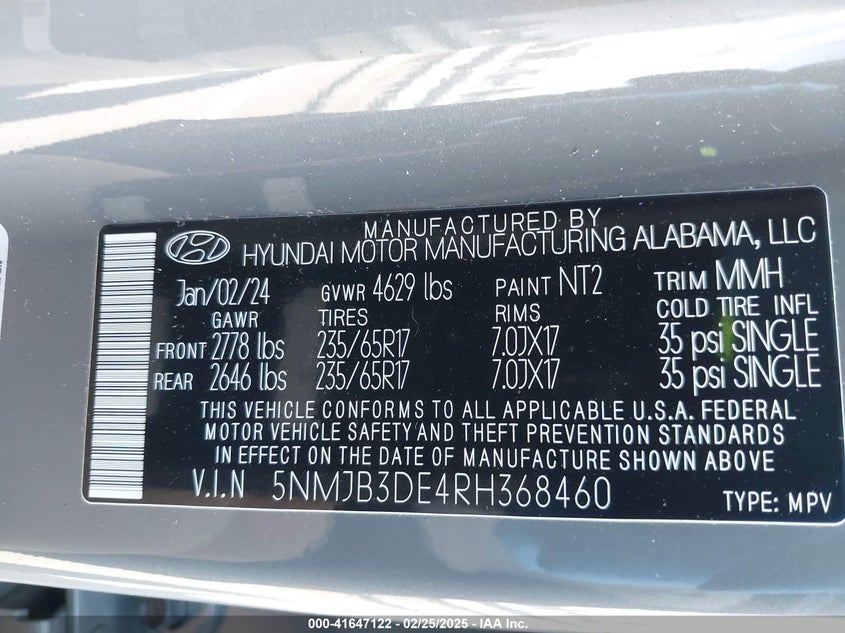 MANUFACTURED BY
HYUNDAI MOTOR MANUFACTURING ALABAMA, LLC
Jan/02/24 GVWR 4629 lbs PAINT NT2 TRIM MMH
GAWR TIRES RIMS COLD TIRE INFL
FRONT 2778 lbs 235/65R17 7.0JX17 35 psi SINGLE
REAR 2646 lbs 235/65R17 7.0JX17 35 psi SINGLE
THIS VEHICLE CONFORMS TO ALL APPLICABLE U.S.A. FEDERAL
MOTOR VEHICLE SAFETY AND THEFT PREVENTION STANDARDS
IN EFFECT ON THE DATE OF MANUFACTURE SHOWN ABOVE
V.I.N 5NMJB3DE4RH368460 TYPE: MPV
000-41647122 - 02/25/2025 - IAA Inc.